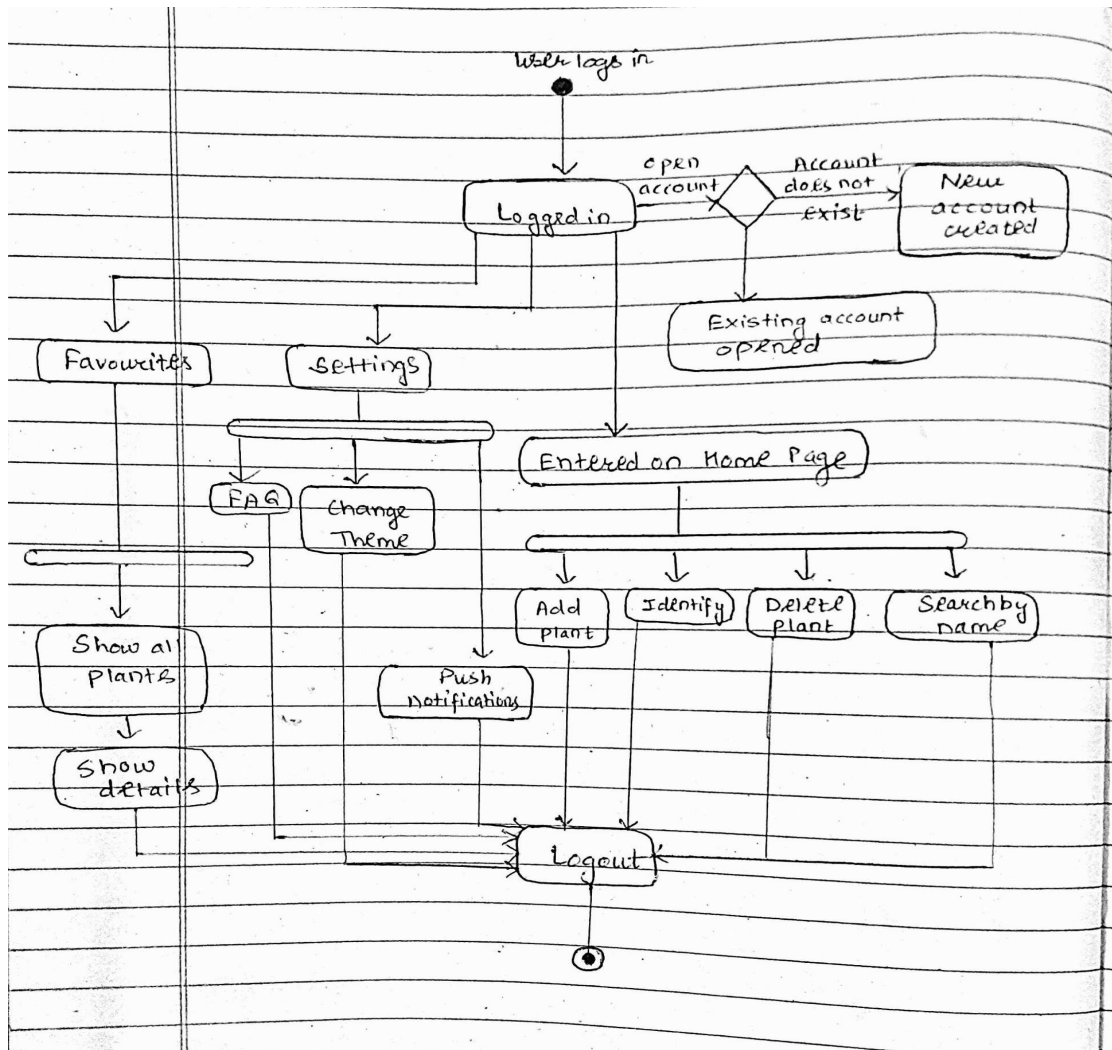 User logs in
open
account
Account
does not
exist
New
account
created
Logged in
Existing account
opened
Favourites
Settings
Entered on Home Page
FAQ
Change
Theme
Add
plant
Identify
Delete
plant
Search by
name
Show all
plants
Push
Notifications
Show
details
Logout